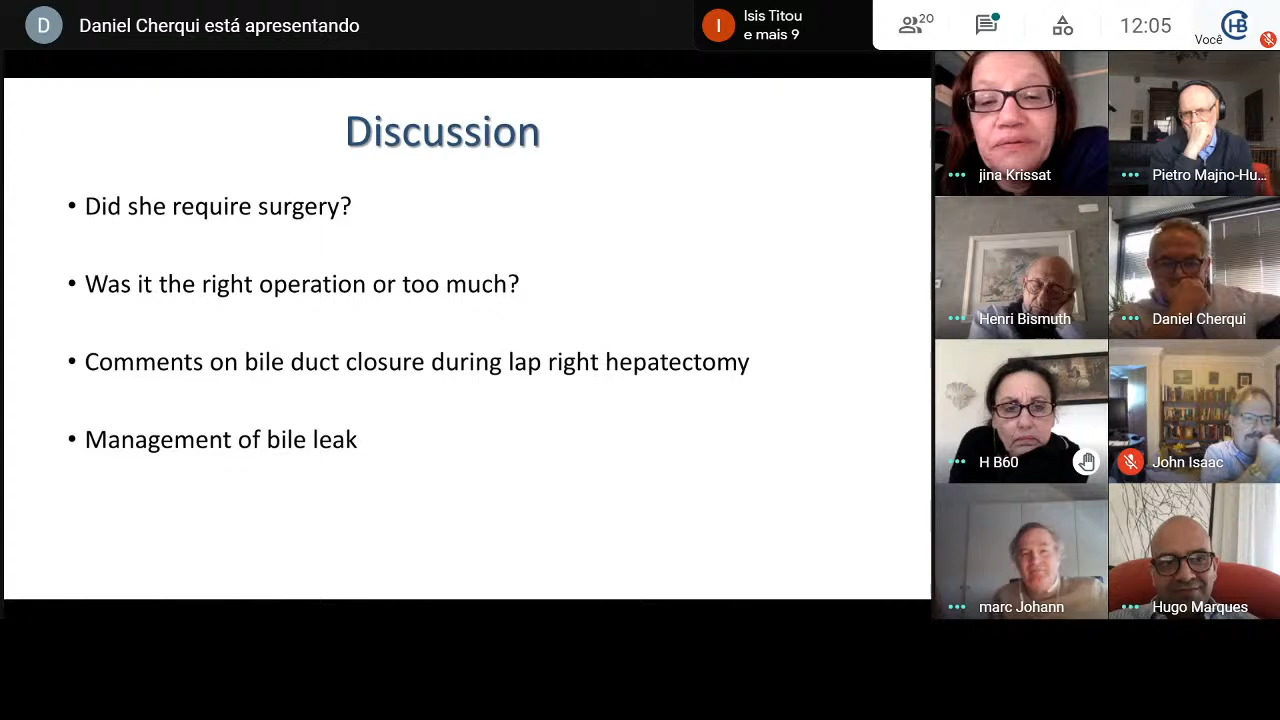 D
Daniel Cherqui está apresentando
I
Isis Titou
e mais 9
20
12:05
Você
CHB
Discussion
• Did she require surgery?
• Was it the right operation or too much?
• Comments on bile duct closure during lap right hepatectomy
• Management of bile leak
jina Krissat
Pietro Majno-Hu...
Henri Bismuth
Daniel Cherqui
H B60
John Isaac
marc Johann
Hugo Marques